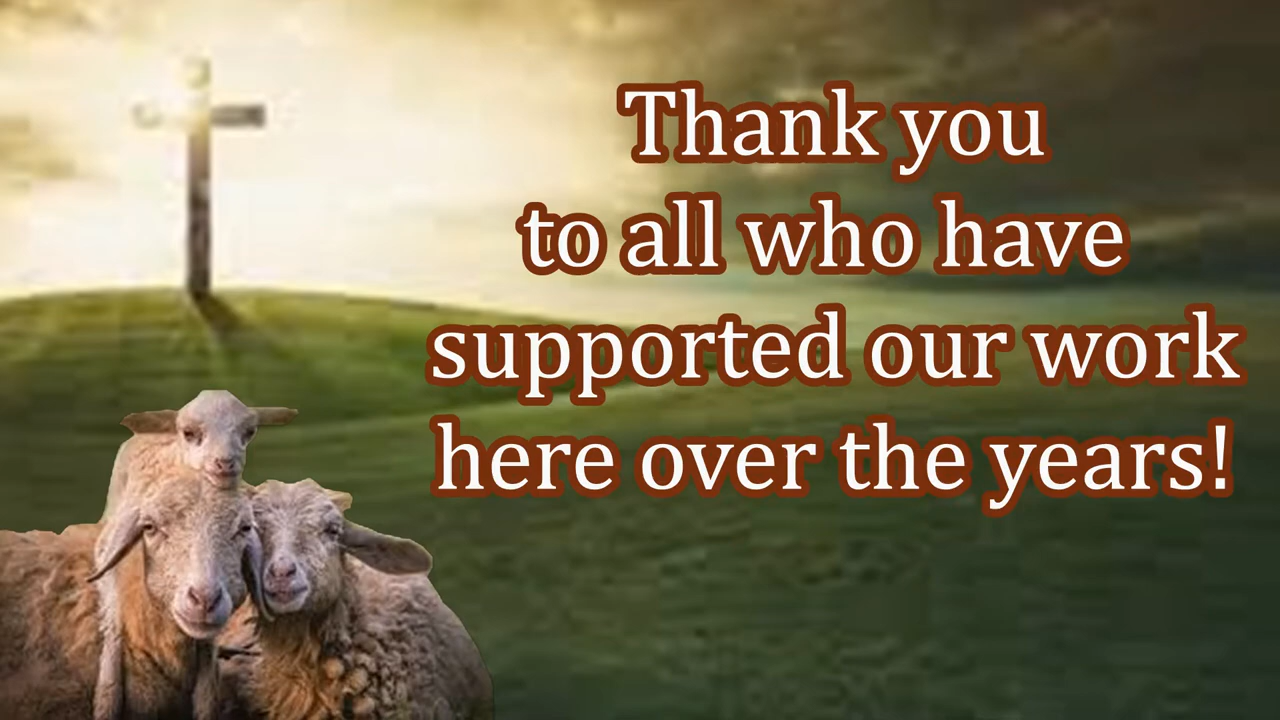 Thank you
to all who have
supported our work
here over the years!